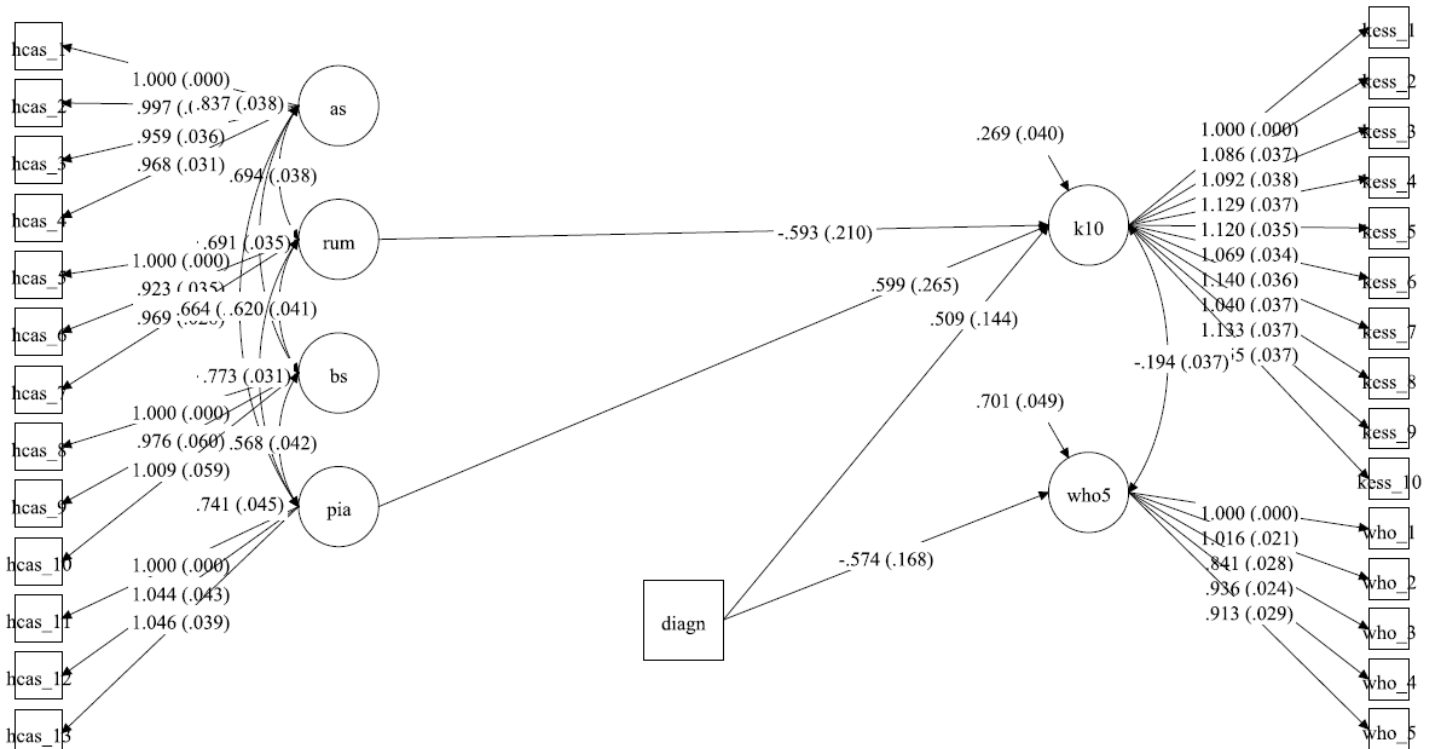 hcas_1
hcas_2
hcas_3
hcas_4
hcas_5
hcas_6
hcas_7
hcas_8
hcas_9
hcas_10
hcas_11
hcas_12
hcas_13
1.000 (.000)
.997
.837 (.038)
.959 (.036)
.968 (.031)
.694 (.038)
.691 (.035)
1.000 (.000)
.923 (.035)
.664
.620 (.041)
.969
.773 (.031)
1.000 (.000)
.976 (.060)
.568 (.042)
1.009 (.059)
.741 (.045)
1.000 (.000)
1.044 (.043)
1.046 (.039)
as
rum
bs
pia
-.593 (.210)
.599 (.265)
.509 (.144)
-.574 (.168)
diagn
.269 (.040)
k10
.701 (.049)
who5
-.194 (.037)
1.000 (.000)
1.086 (.037)
1.092 (.038)
1.129 (.037)
1.120 (.035)
1.069 (.034)
1.140 (.036)
1.040 (.037)
1.133 (.037)
(.037)
1.000 (.000)
1.016 (.021)
.841 (.028)
.936 (.024)
.913 (.029)
kess_1
kess_2
kess_3
kess_4
kess_5
kess_6
kess_7
kess_8
kess_9
kess_10
who_1
who_2
who_3
who_4
who_5